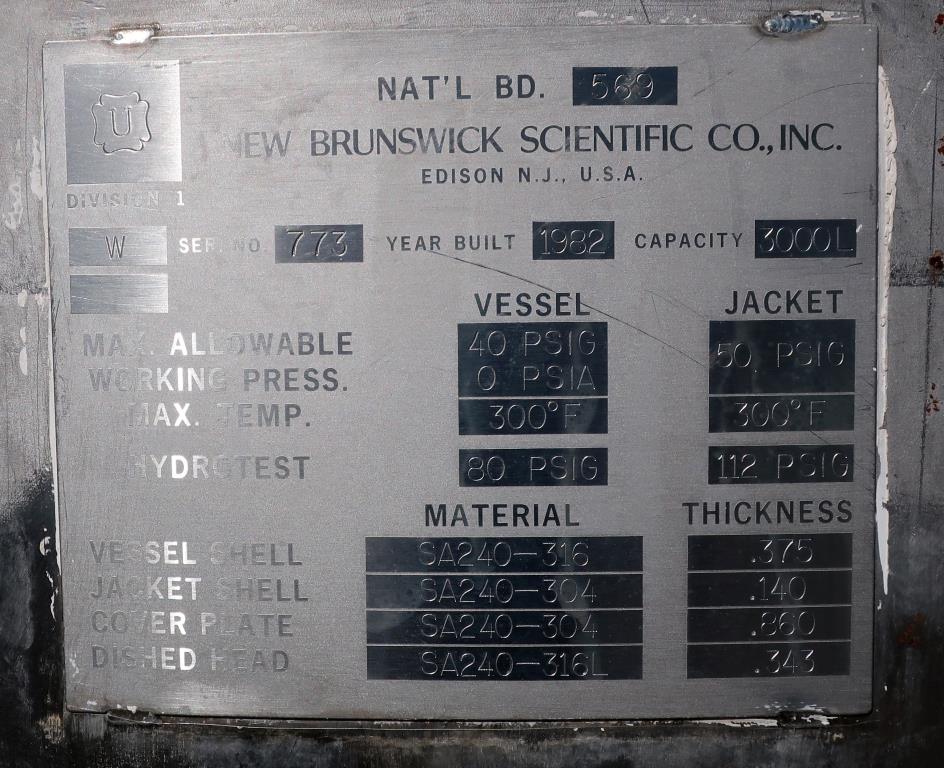 NAT'L BD. 569
U
NEW BRUNSWICK SCIENTIFIC CO., INC.
EDISON N.J., U.S.A.
DIVISION 1
W SER. NO. 773 YEAR BUILT 1982 CAPACITY 3000L
VESSEL JACKET
MAX. ALLOWABLE 40 PSIG 50 PSIG
WORKING PRESS. 0 PSIA
MAX. TEMP. 300°F 300°F
HYDROTEST 80 PSIG 112 PSIG
MATERIAL THICKNESS
VESSEL SHELL SA240-316 .375
JACKET SHELL SA240-304 .140
COVER PLATE SA240-304 .860
DISHED HEAD SA240-316L .343